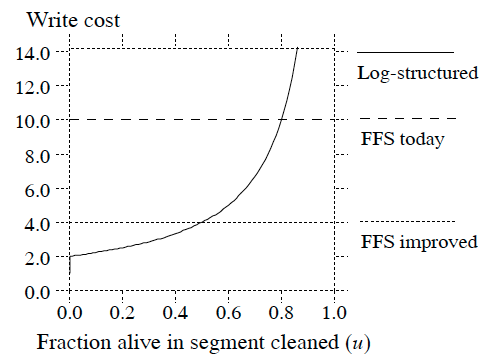 Write cost
14.0
12.0
10.0
8.0
6.0
4.0
2.0
0.0
0.0 0.2 0.4 0.6 0.8 1.0
Fraction alive in segment cleaned (u)
Log-structured
FFS today
FFS improved